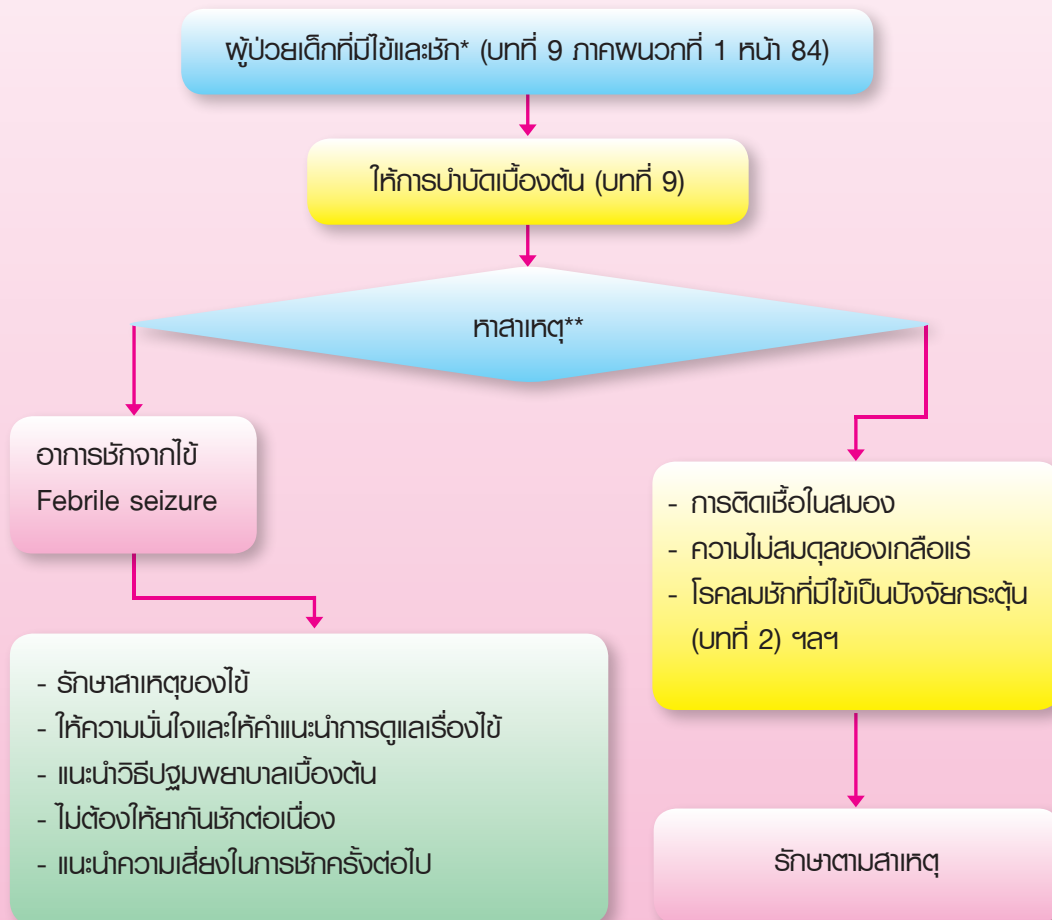 ผู้ป่วยเด็กที่มีไข้และชัก* (บทที่ 9 ภาคผนวกที่ 1 หน้า 84)
ให้การบำบัดเบื้องต้น (บทที่ 9)
หาสาเหตุ**
อาการชักจากไข้
Febrile seizure
- การติดเชื้อในสมอง
- ความไม่สมดุลของเกลือแร่
- โรคลมชักที่มีไข้เป็นปัจจัยกระตุ้น
(บทที่ 2) ฯลฯ
- รักษาสาเหตุของไข้
- ให้ความมั่นใจและให้คำแนะนำการดูแลเรื่องไข้
- แนะนำวิธีปฐมพยาบาลเบื้องต้น
- ไม่ต้องให้ยากันชักต่อเนื่อง
- แนะนำความเสี่ยงในการชักครั้งต่อไป
รักษาตามสาเหตุ